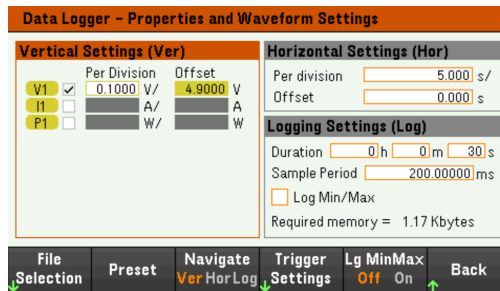 Data Logger - Properties and Waveform Settings
Vertical Settings (Ver)
Per Division Offset
V1 0.1000 V/ 4.9000 V
I1 A/ A
P1 W/ W
Horizontal Settings (Hor)
Per division 5.000 s/
Offset 0.000 s
Logging Settings (Log)
Duration 0 h 0 m 30 s
Sample Period 200.00000 ms
Log Min/Max
Required memory = 1.17 Kbytes
File Selection
Preset
Navigate
Ver Hor Log
Trigger Settings
Lg MinMax
Off On
Back